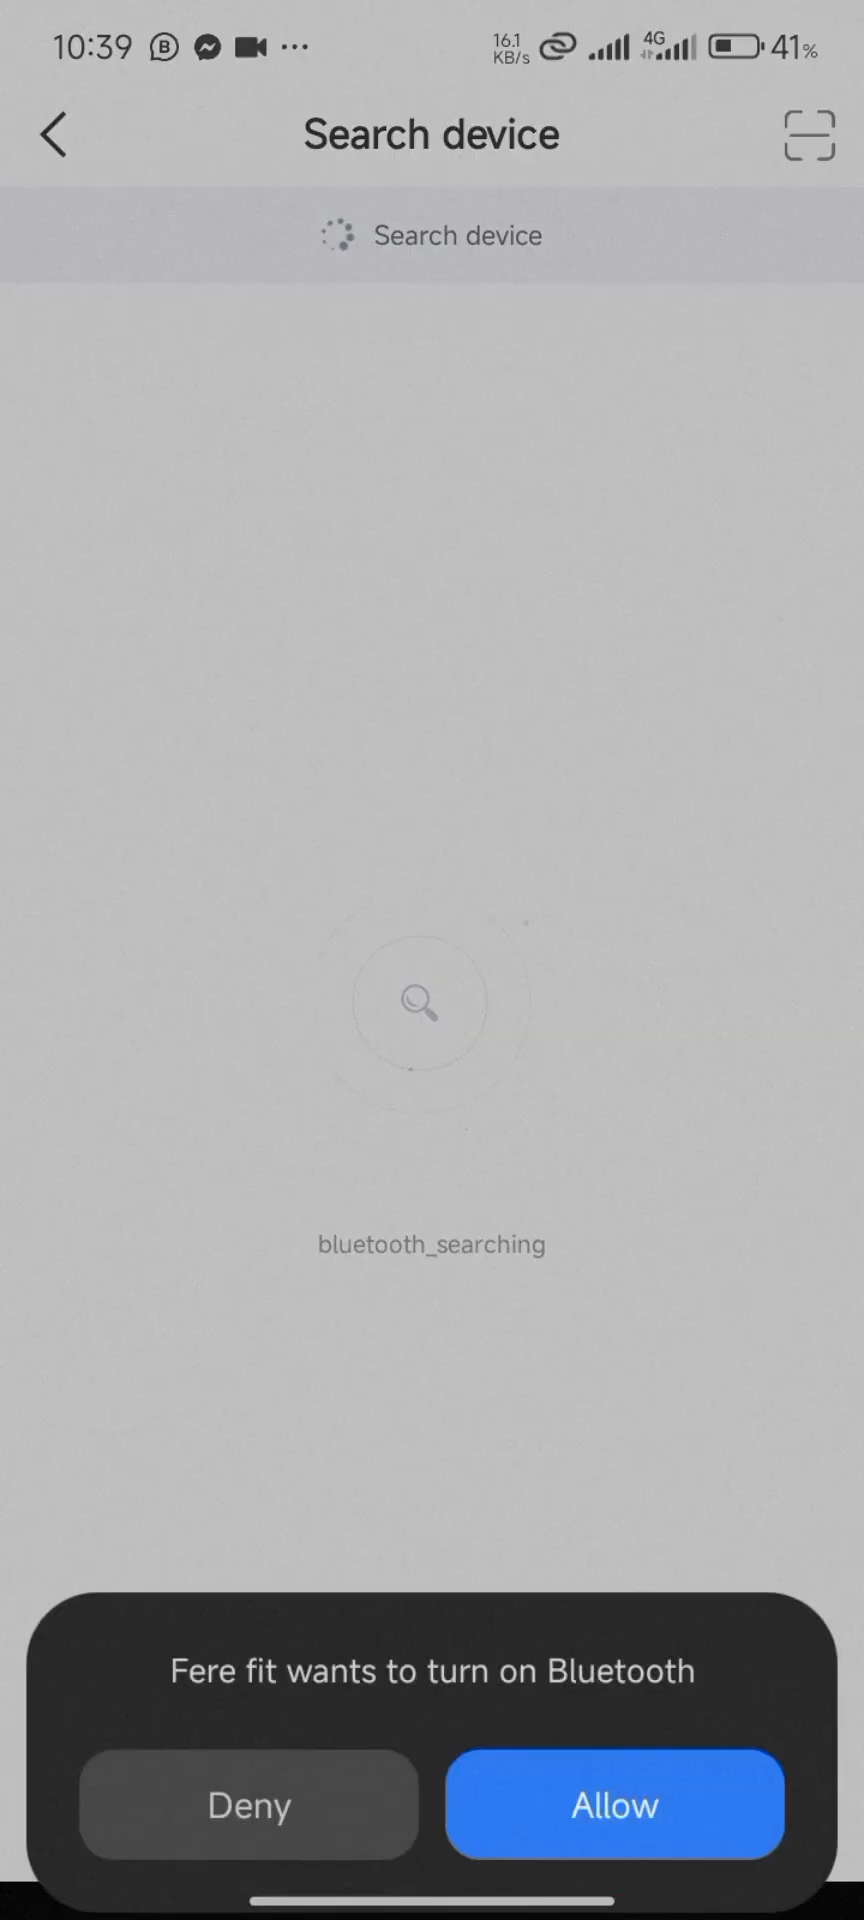 10:39 16.1 KB/s 4G 41%
Search device
Search device
bluetooth_searching
Fere fit wants to turn on Bluetooth
Deny Allow